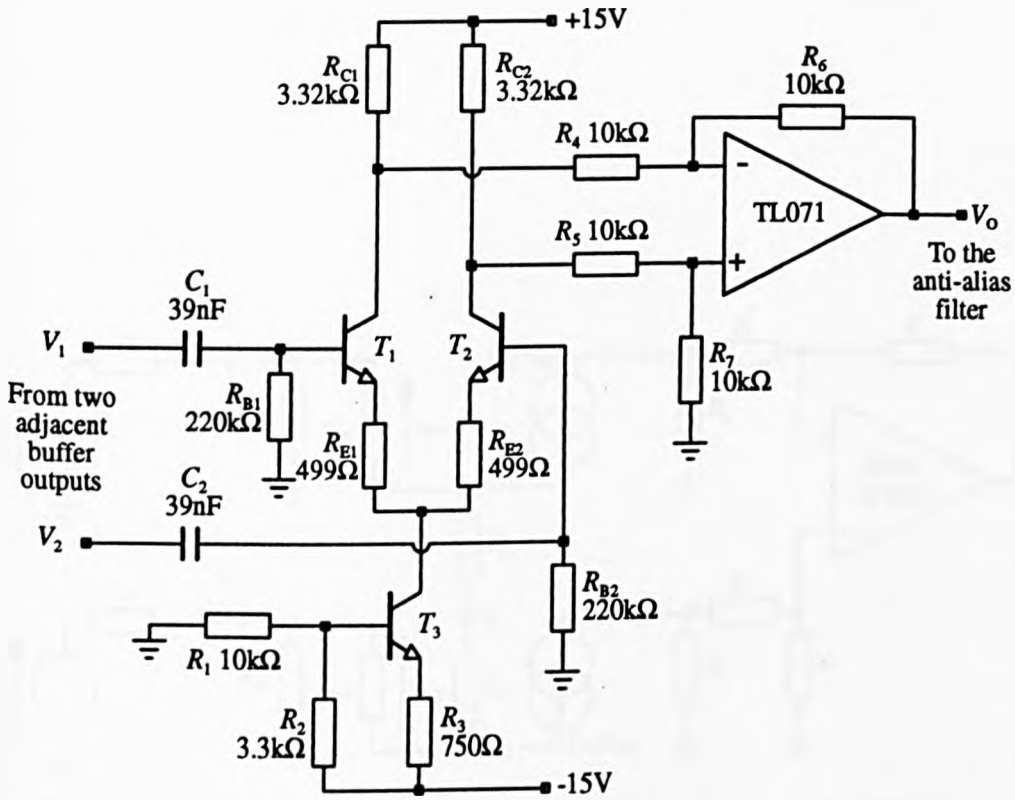 +15V
R_C1
3.32kΩ
R_C2
3.32kΩ
R_6
10kΩ
R_4 10kΩ
-
TL071
V_O
R_5 10kΩ
+
To the
anti-alias
filter
C_1
39nF
V_1
T_1
T_2
R_7
10kΩ
From two
adjacent
buffer
outputs
R_B1
220kΩ
R_E1
499Ω
R_E2
499Ω
C_2
39nF
V_2
R_B2
220kΩ
T_3
R_1 10kΩ
R_2
3.3kΩ
R_3
750Ω
-15V